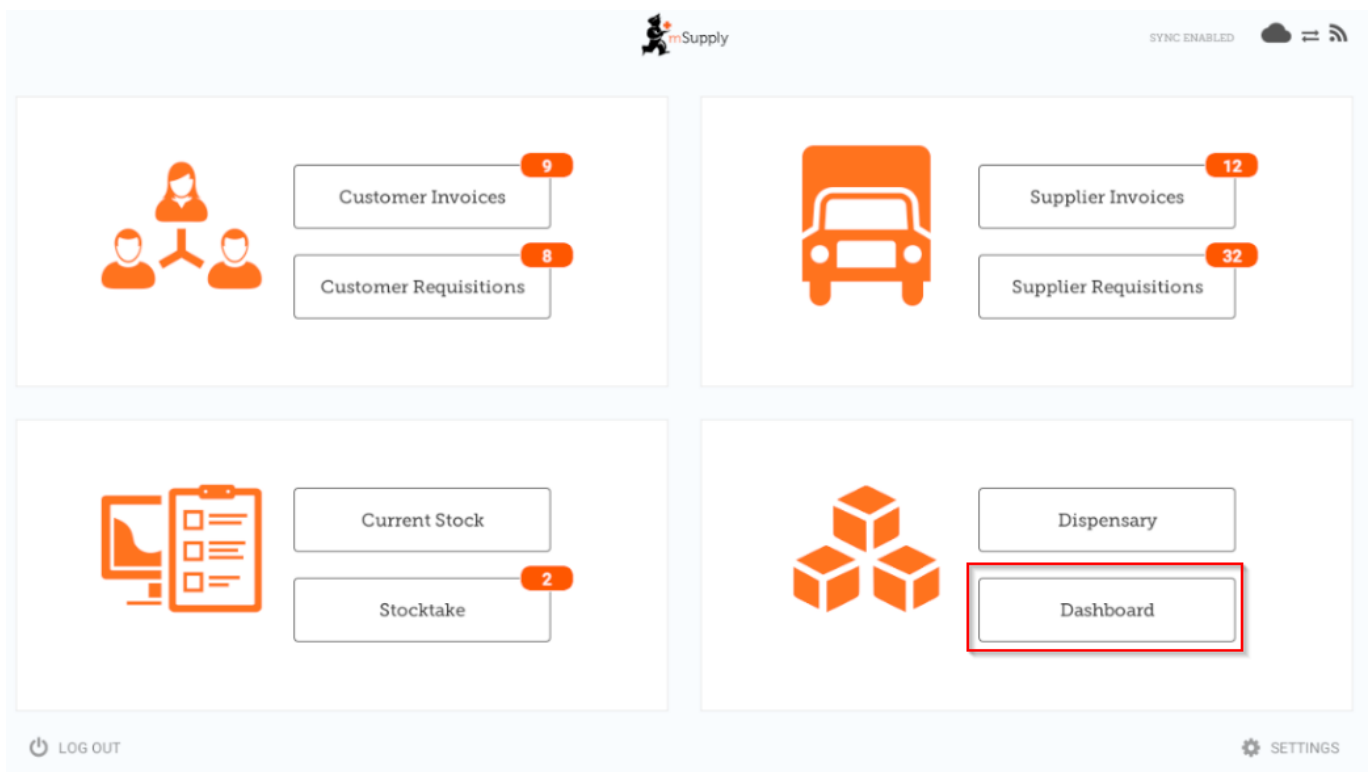 mSupply
SYNC ENABLED
9
Customer Invoices
8
Customer Requisitions
12
Supplier Invoices
32
Supplier Requisitions
Current Stock
2
Stocktake
Dispensary
Dashboard
LOG OUT
SETTINGS